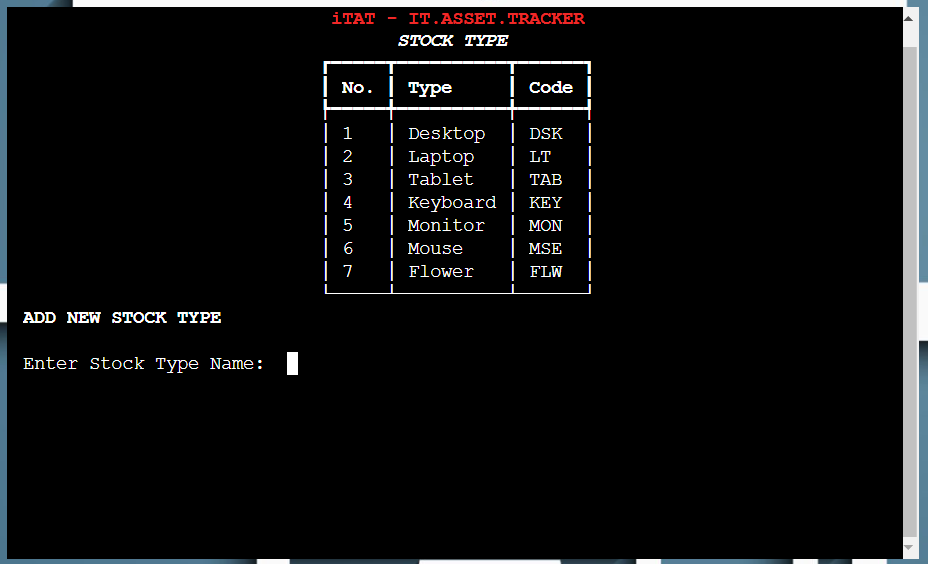 iTAT - IT.ASSET.TRACKER
STOCK TYPE
No. Type Code
1 Desktop DSK
2 Laptop LT
3 Tablet TAB
4 Keyboard KEY
5 Monitor MON
6 Mouse MSE
7 Flower FLW
ADD NEW STOCK TYPE
Enter Stock Type Name: